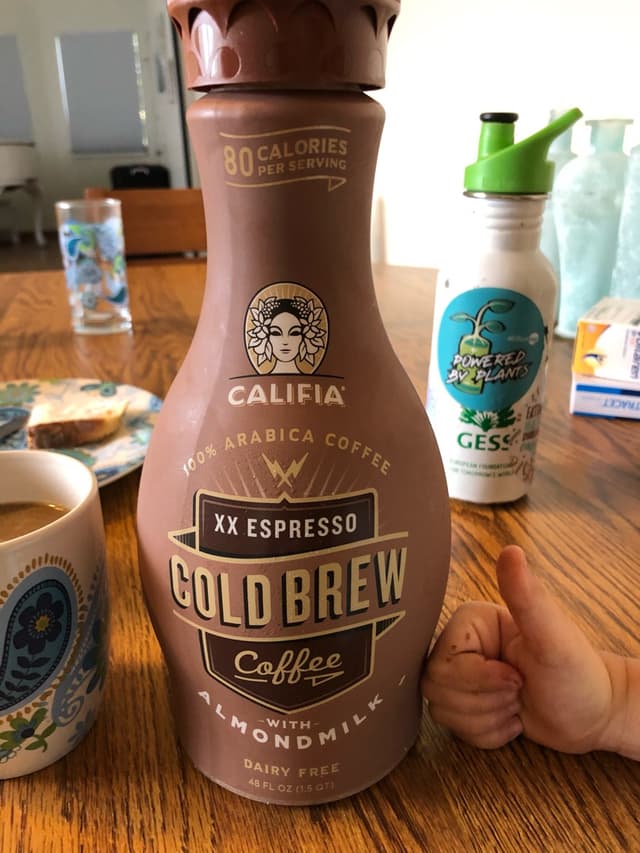 80 CALORIES
PER SERVING
CALIFIA
100% ARABICA COFFEE
XX ESPRESSO
COLD BREW
Coffee
WITH
ALMONDMILK
DAIRY FREE
48 FL OZ (1.5 QT)
POWERED
BY PLANTS
GESS